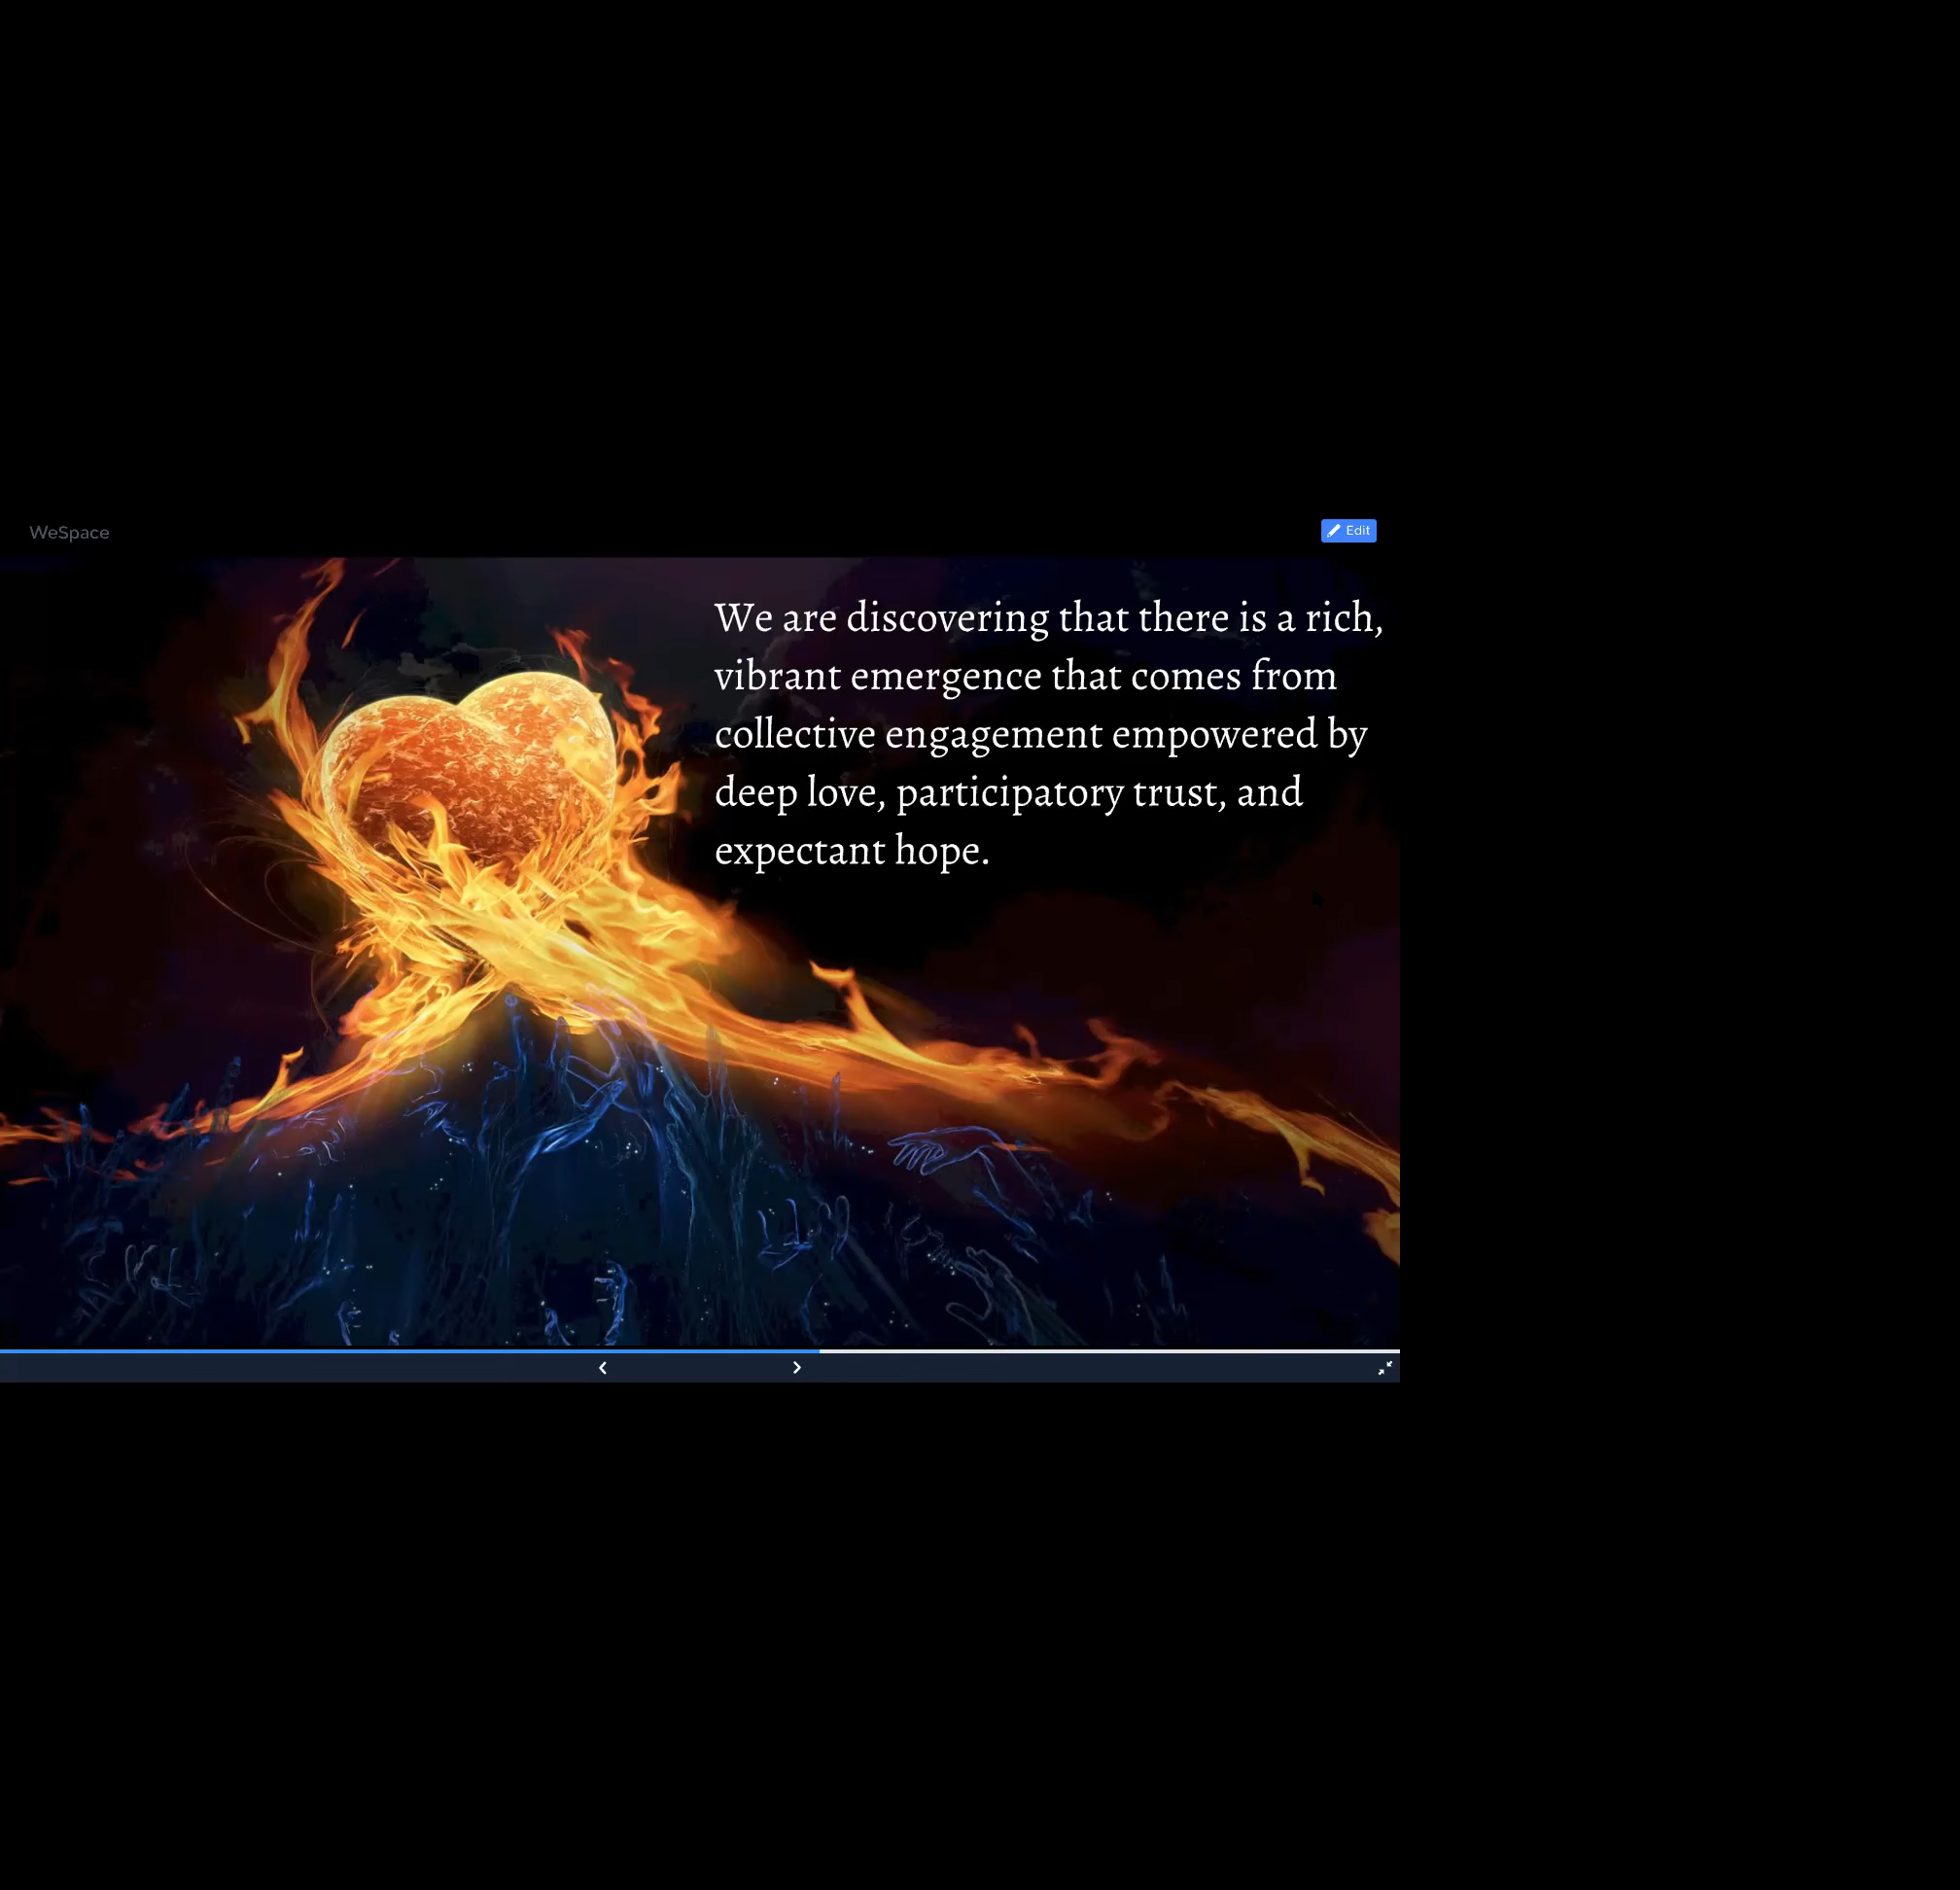 WeSpace
Edit
We are discovering that there is a rich,
vibrant emergence that comes from
collective engagement empowered by
deep love, participatory trust, and
expectant hope.